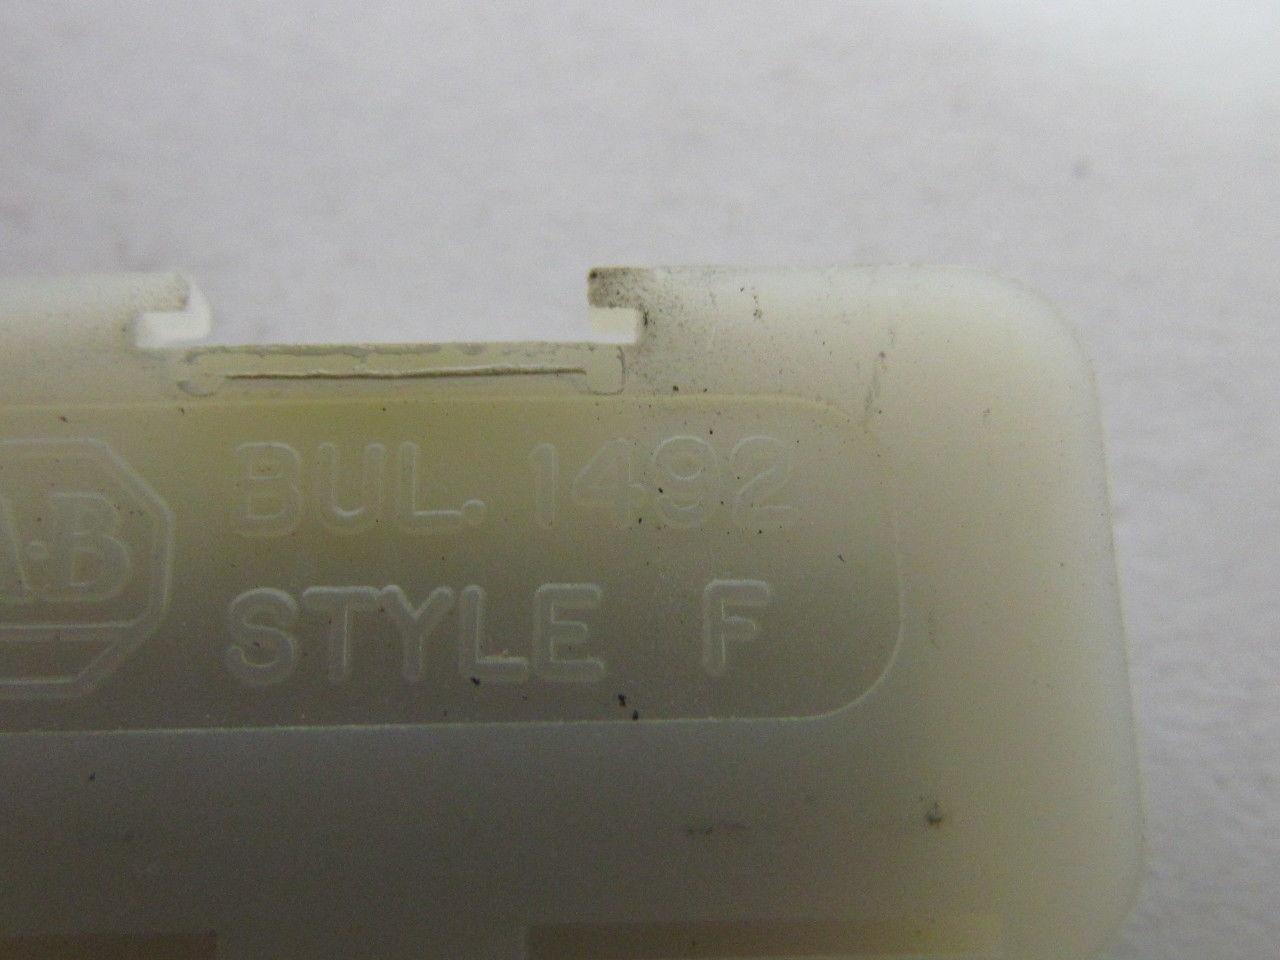 A·B
BUL. 1492
STYLE F